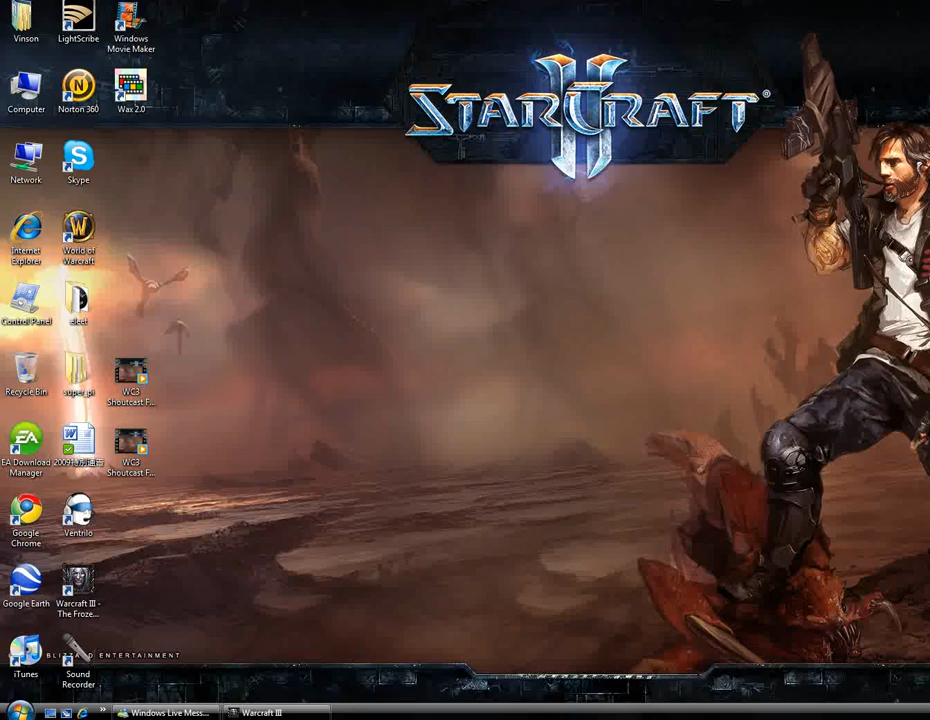 STARCRAFT
II
®
Vinson
LightScribe
Windows
Movie Maker
Computer
Norton 360
Wax 2.0
Network
Skype
Internet
Explorer
World of
Warcraft
Control Panel
eleet
Recycle Bin
super_pi
WC3
Shoutcast F...
EA
EA Download
Manager
WC3
Shoutcast F...
Google
Chrome
Ventrilo
Google Earth
Warcraft III -
The Froze...
BLIZZARD ENTERTAINMENT
iTunes
Sound
Recorder
Windows Live Mess...
Warcraft III